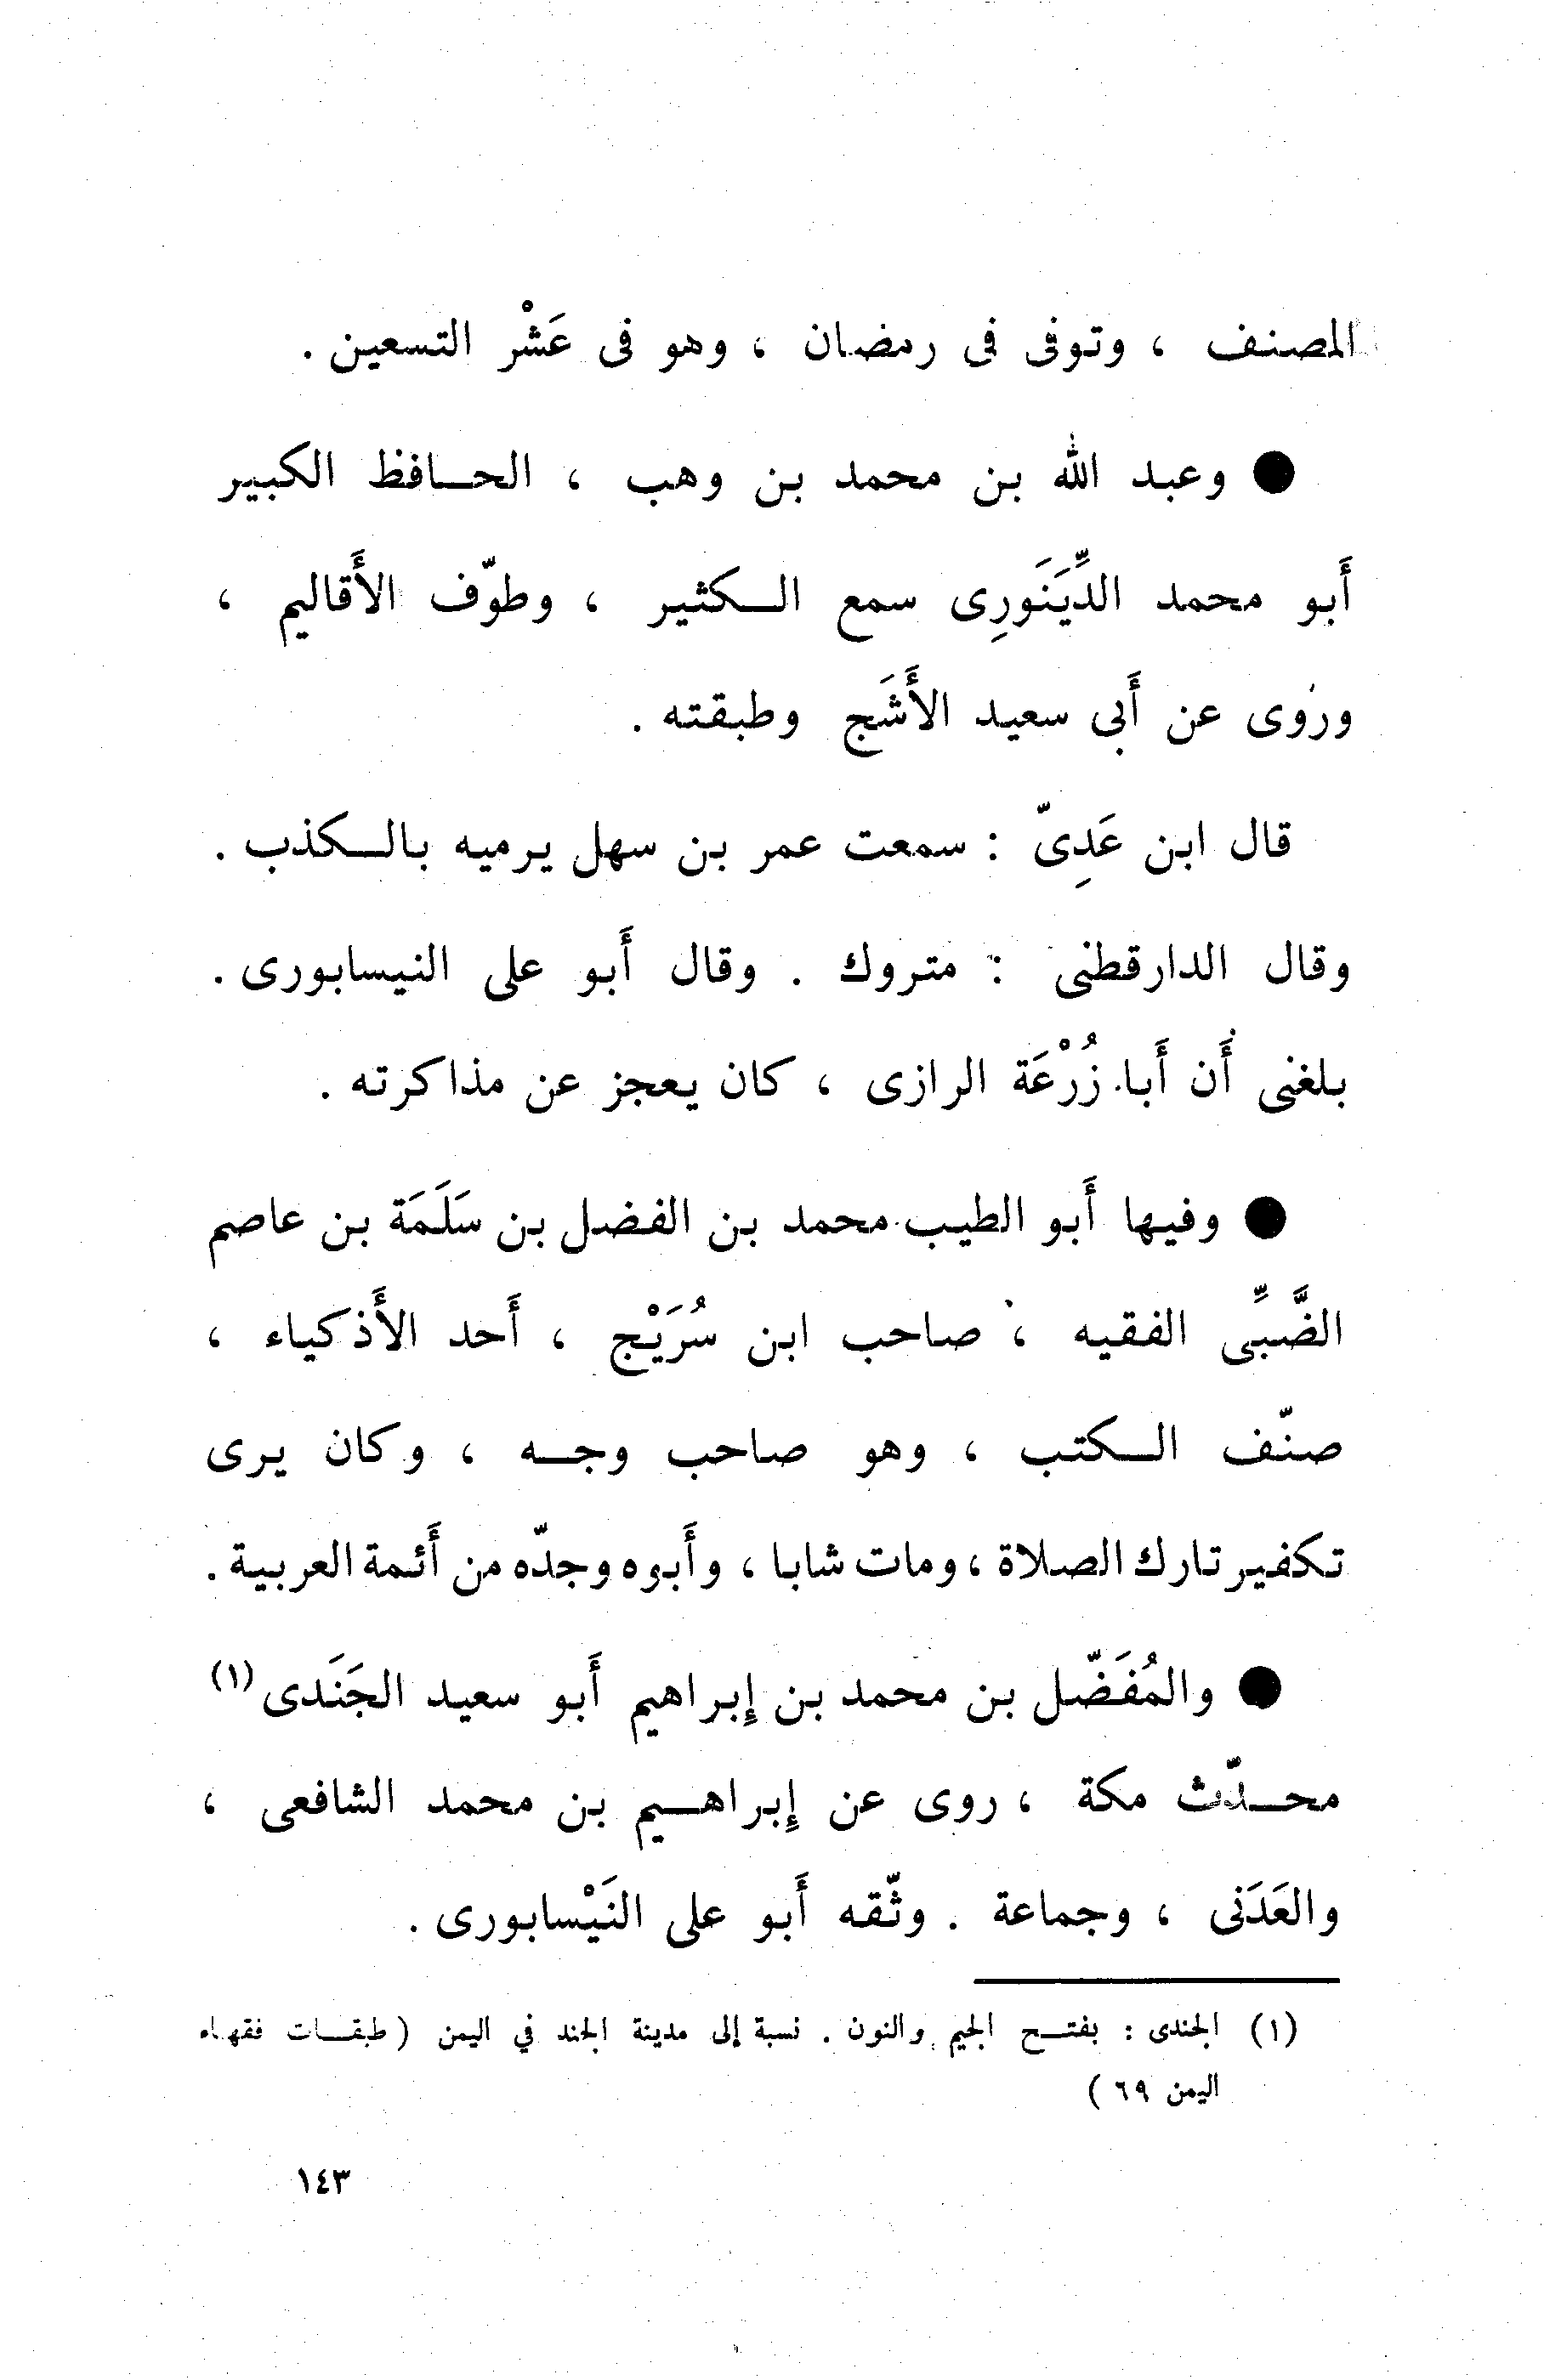 المصنف ، وتوفى فى رمضان ، وهو فى عَشْر التسعين .
● وعبد الله بن محمد بن وهب ، الحافظ الكبير
أَبو محمد الدِّيَنَورِى سمع الكثير ، وطوّف الأَقاليم ،
وروى عن أَبى سعيد الأَشَج وطبقته .
قال ابن عَدِىّ : سمعت عمر بن سهل يرميه بالكذب .
وقال الدارقطنى : متروك . وقال أَبو على النيسابورى .
بلغنى أَن أَبا زُرْعَة الرازى ، كان يعجز عن مذاكرته .
● وفيها أَبو الطيب محمد بن الفضل بن سَلَمَة بن عاصم
الضَّبِّى الفقيه ، صاحب ابن سُرَيْج ، أَحد الأَذكياء ،
صنّف الكتب ، وهو صاحب وجه ، وكان يرى
تكفير تارك الصلاة ، ومات شابا ، وأَبوه وجدّه من أَئمة العربية .
● والمُفَضّل بن محمد بن إِبراهيم أَبو سعيد الجَنَدى (١)
محدّث مكة ، روى عن إِبراهيم بن محمد الشافعى ،
والعَدَنى ، وجماعة . وثّقه أَبو على النَيْسابورى .
(١) الجندى : بفتح الجيم والنون . نسبة إلى مدينة الجند في اليمن ( طبقات فقهاء
اليمن ٦٩ )
١٤٣